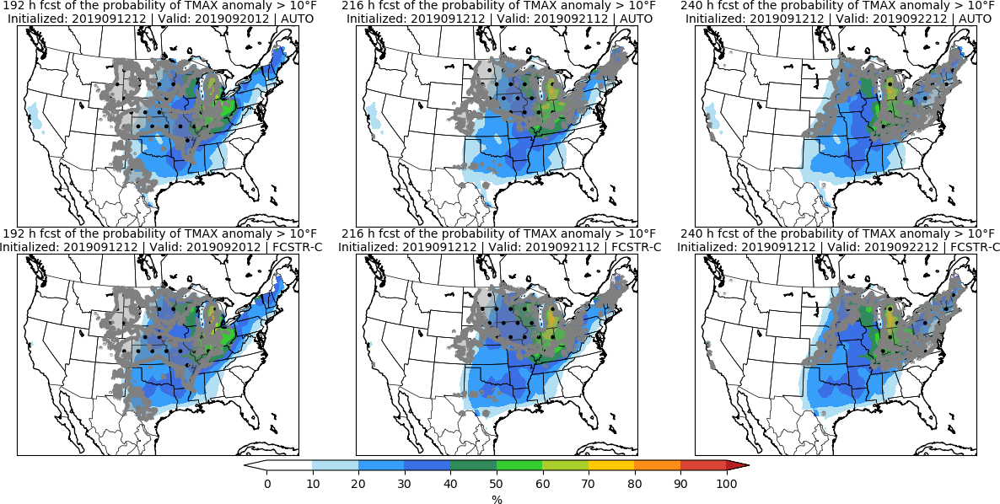 192 h fcst of the probability of TMAX anomaly > 10°F
Initialized: 2019091212 | Valid: 2019092012 | AUTO
216 h fcst of the probability of TMAX anomaly > 10°F
Initialized: 2019091212 | Valid: 2019092112 | AUTO
240 h fcst of the probability of TMAX anomaly > 10°F
Initialized: 2019091212 | Valid: 2019092212 | AUTO
192 h fcst of the probability of TMAX anomaly > 10°F
Initialized: 2019091212 | Valid: 2019092012 | FCSTR-C
216 h fcst of the probability of TMAX anomaly > 10°F
Initialized: 2019091212 | Valid: 2019092112 | FCSTR-C
240 h fcst of the probability of TMAX anomaly > 10°F
Initialized: 2019091212 | Valid: 2019092212 | FCSTR-C
0 10 20 30 40 50 60 70 80 90 100
%